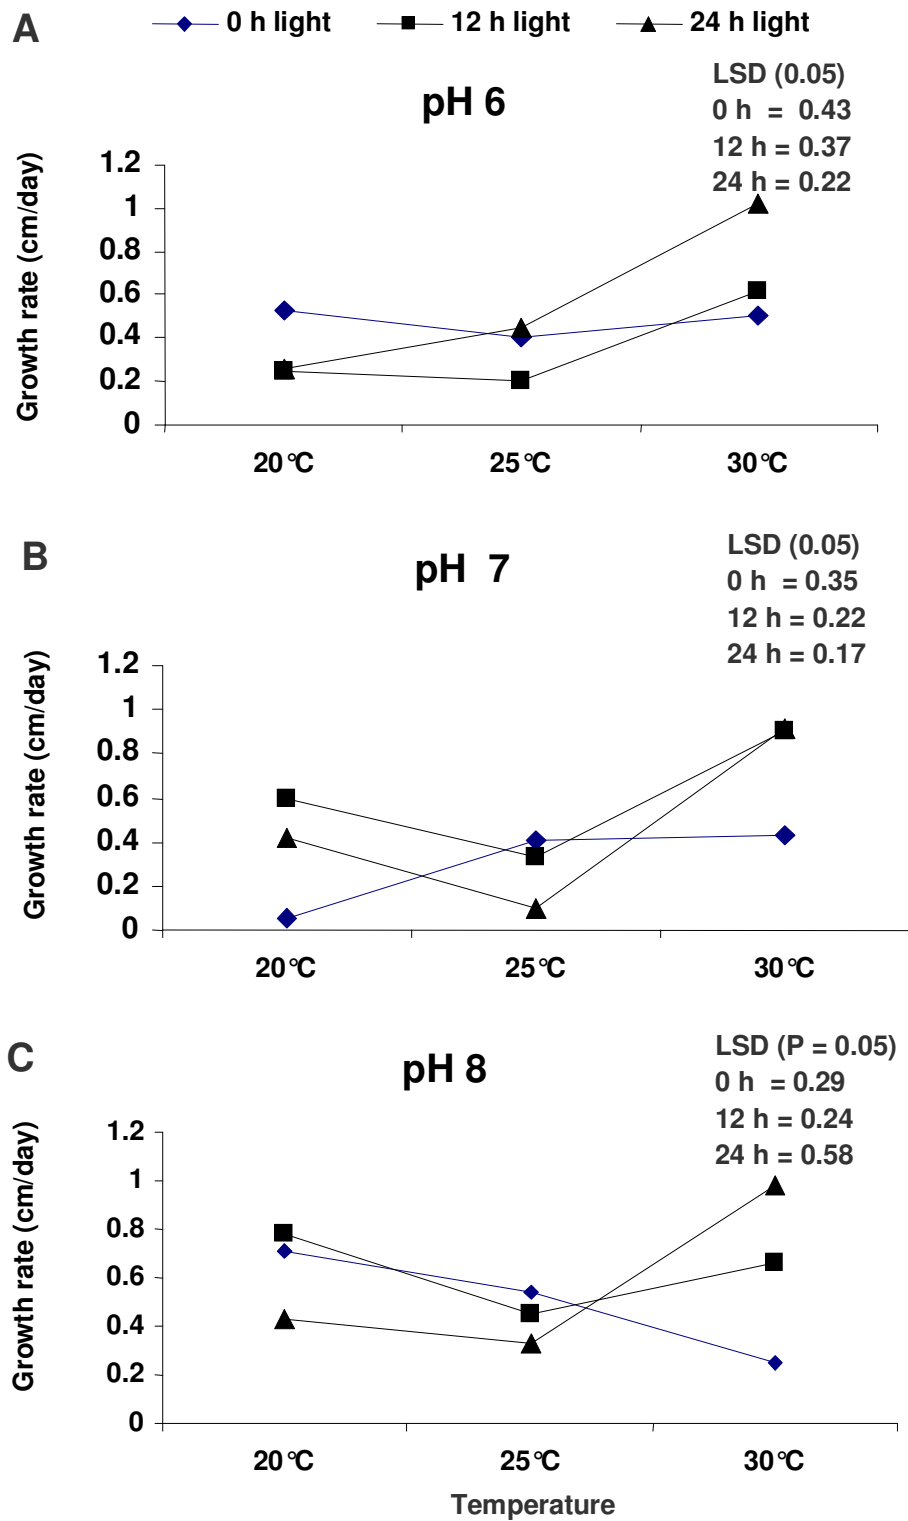 A
0 h light 12 h light 24 h light
pH 6
LSD (0.05)
0 h = 0.43
12 h = 0.37
24 h = 0.22
Growth rate (cm/day)
1.2
1
0.8
0.6
0.4
0.2
0
20°C 25°C 30°C
B
pH 7
LSD (0.05)
0 h = 0.35
12 h = 0.22
24 h = 0.17
Growth rate (cm/day)
1.2
1
0.8
0.6
0.4
0.2
0
20°C 25°C 30°C
C
pH 8
LSD (P = 0.05)
0 h = 0.29
12 h = 0.24
24 h = 0.58
Growth rate (cm/day)
1.2
1
0.8
0.6
0.4
0.2
0
20°C 25°C 30°C
Temperature